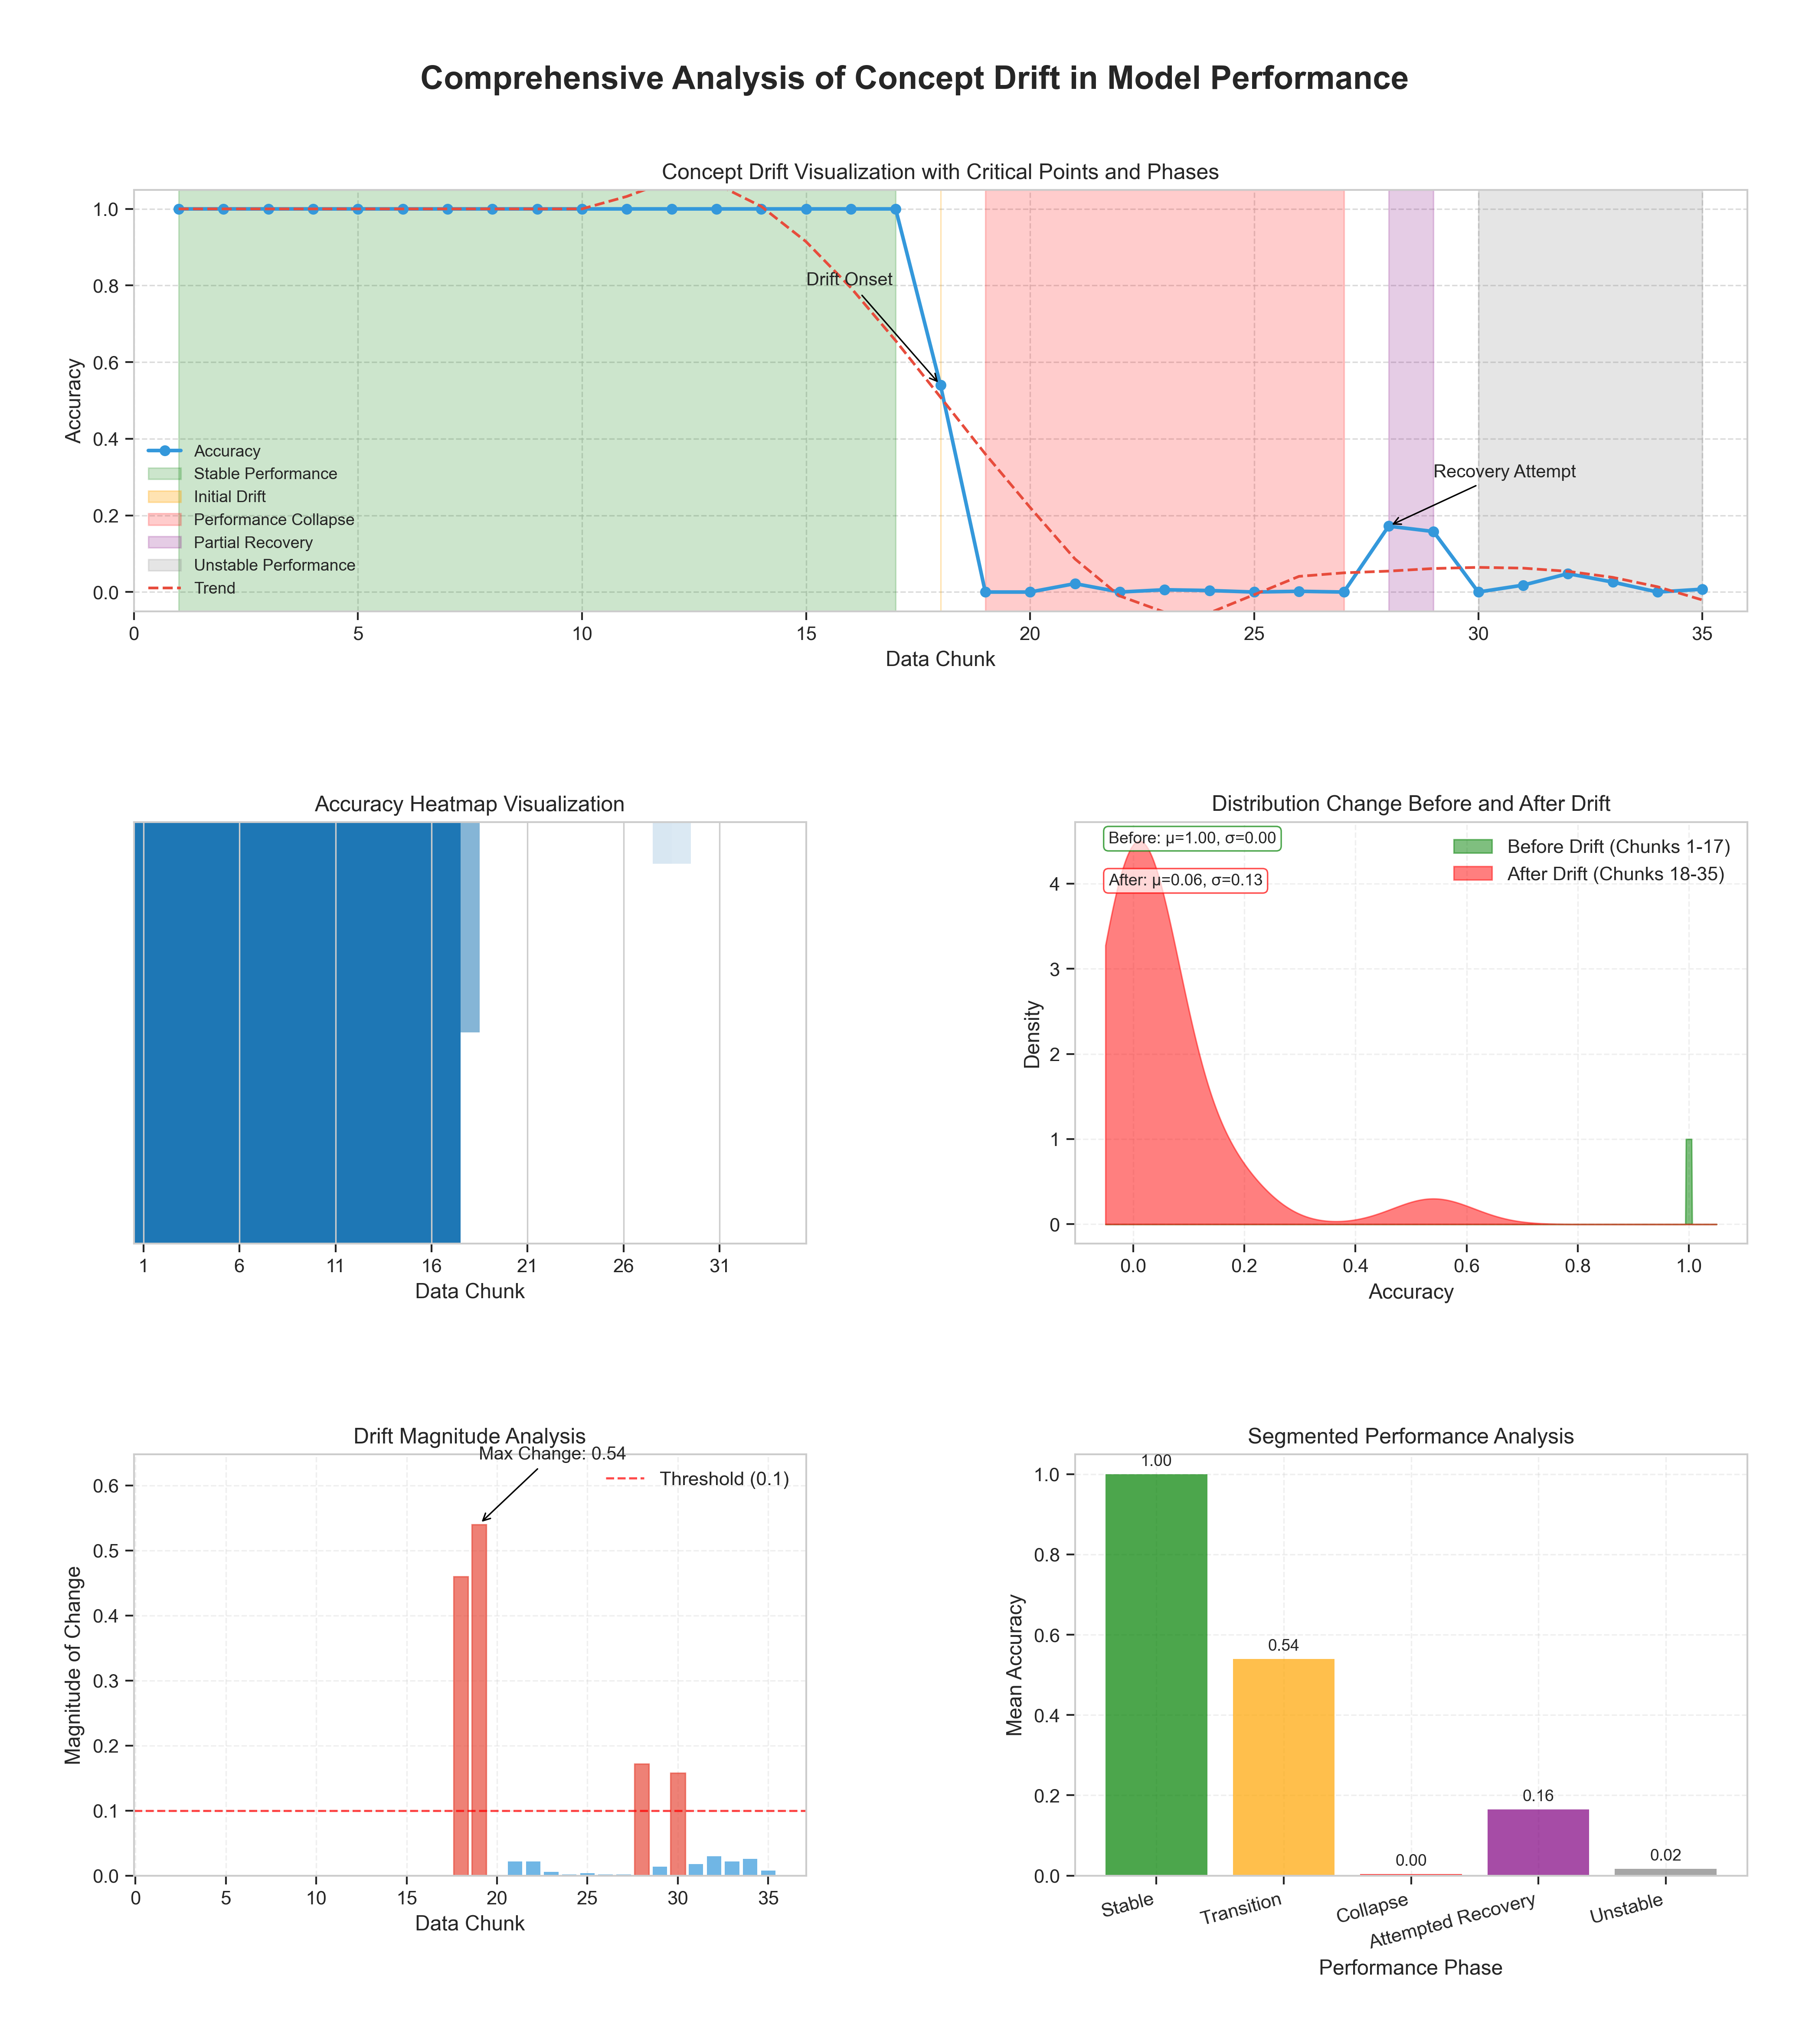 Comprehensive Analysis of Concept Drift in Model Performance
Concept Drift Visualization with Critical Points and Phases
Accuracy
1.0
0.8
0.6
0.4
0.2
0.0
Drift Onset
Recovery Attempt
Accuracy
Stable Performance
Initial Drift
Performance Collapse
Partial Recovery
Unstable Performance
Trend
0 5 10 15 20 25 30 35
Data Chunk
Accuracy Heatmap Visualization
1 6 11 16 21 26 31
Data Chunk
Distribution Change Before and After Drift
Before: μ=1.00, σ=0.00
After: μ=0.06, σ=0.13
Before Drift (Chunks 1-17)
After Drift (Chunks 18-35)
Density
4
3
2
1
0
0.0 0.2 0.4 0.6 0.8 1.0
Accuracy
Drift Magnitude Analysis
Max Change: 0.54
Threshold (0.1)
Magnitude of Change
0.6
0.5
0.4
0.3
0.2
0.1
0.0
0 5 10 15 20 25 30 35
Data Chunk
Segmented Performance Analysis
Mean Accuracy
1.0
0.8
0.6
0.4
0.2
0.0
1.00
0.54
0.00
0.16
0.02
Stable
Transition
Collapse
Attempted Recovery
Unstable
Performance Phase